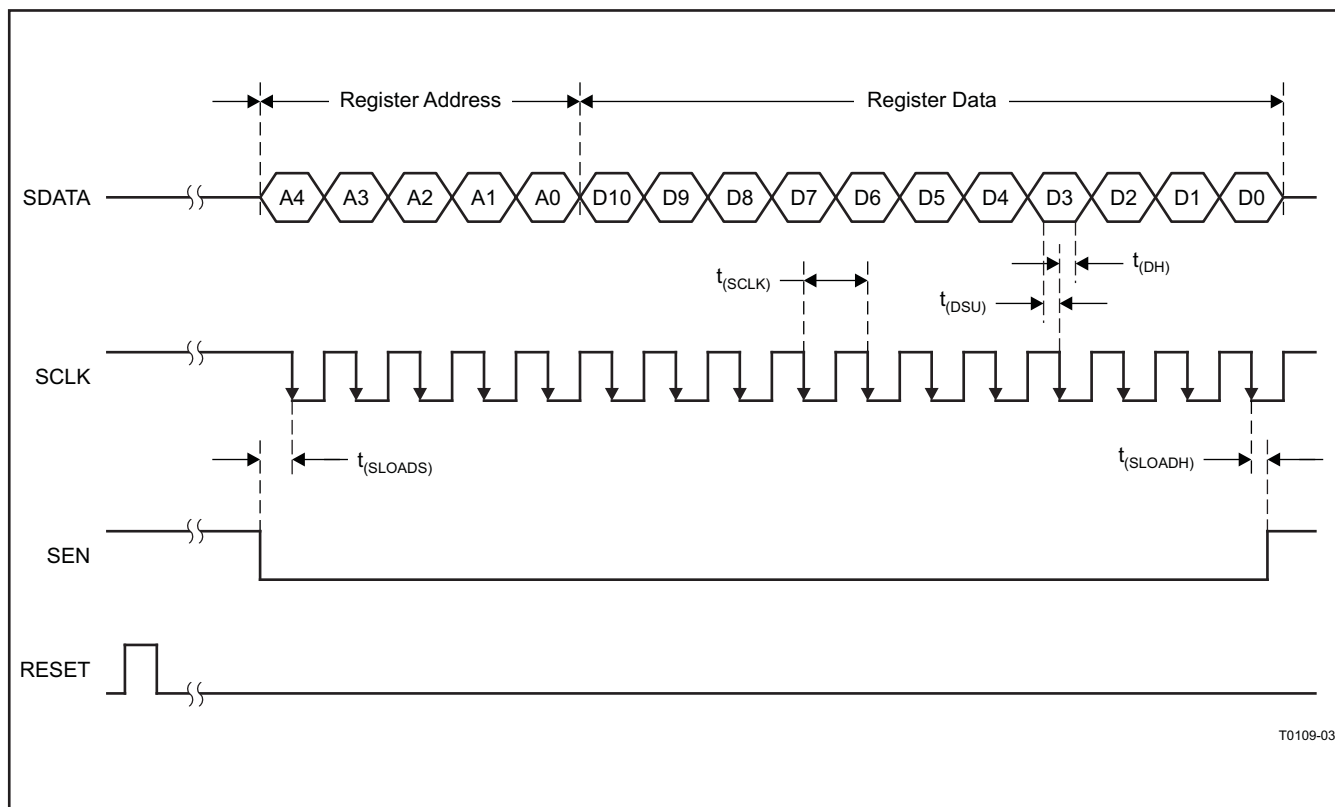 Register Address
Register Data
SDATA
A4 A3 A2 A1 A0 D10 D9 D8 D7 D6 D5 D4 D3 D2 D1 D0
t(SCLK)
t(DH)
t(DSU)
SCLK
t(SLOADS)
t(SLOADH)
SEN
RESET
T0109-03